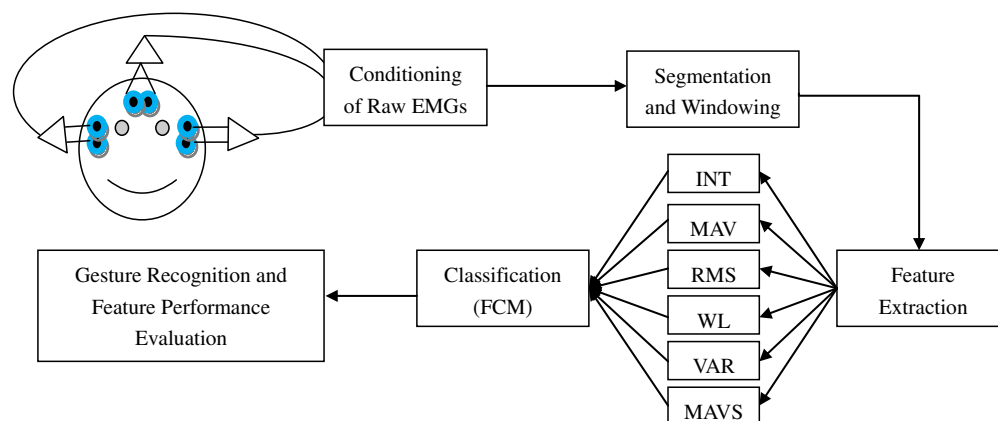 Conditioning
of Raw EMGs
Segmentation
and Windowing
INT
MAV
RMS
WL
VAR
MAVS
Feature
Extraction
Classification
(FCM)
Gesture Recognition and
Feature Performance
Evaluation